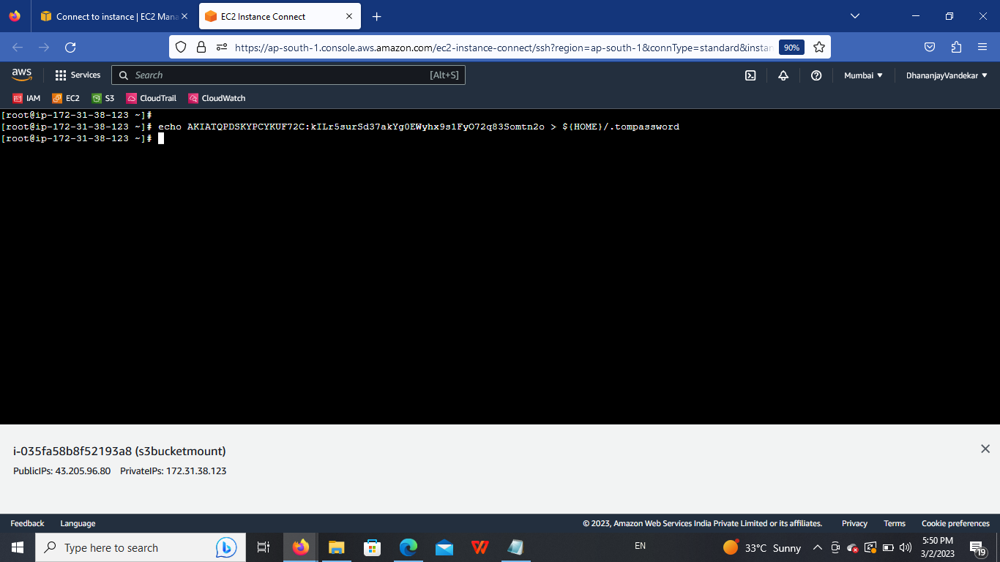 Connect to instance | EC2 Mana
EC2 Instance Connect
https://ap-south-1.console.aws.amazon.com/ec2-instance-connect/ssh?region=ap-south-1&connType=standard&instan
90%
aws
Services
Search
[Alt+S]
Mumbai
DhananjayVandekar
IAM
EC2
S3
CloudTrail
CloudWatch
[root@ip-172-31-38-123 ~]#
[root@ip-172-31-38-123 ~]# echo AKIATQPDSKYPCYKUF72C:kILr5surSd37akYg0EWyhx9s1FyO72q83Somtn2o > ${HOME}/.tompassword
[root@ip-172-31-38-123 ~]#
i-035fa58b8f52193a8 (s3bucketmount)
PublicIPs: 43.205.96.80 PrivateIPs: 172.31.38.123
Feedback
Language
© 2023, Amazon Web Services India Private Limited or its affiliates.
Privacy
Terms
Cookie preferences
Type here to search
EN
33°C Sunny
5:50 PM
3/2/2023
19